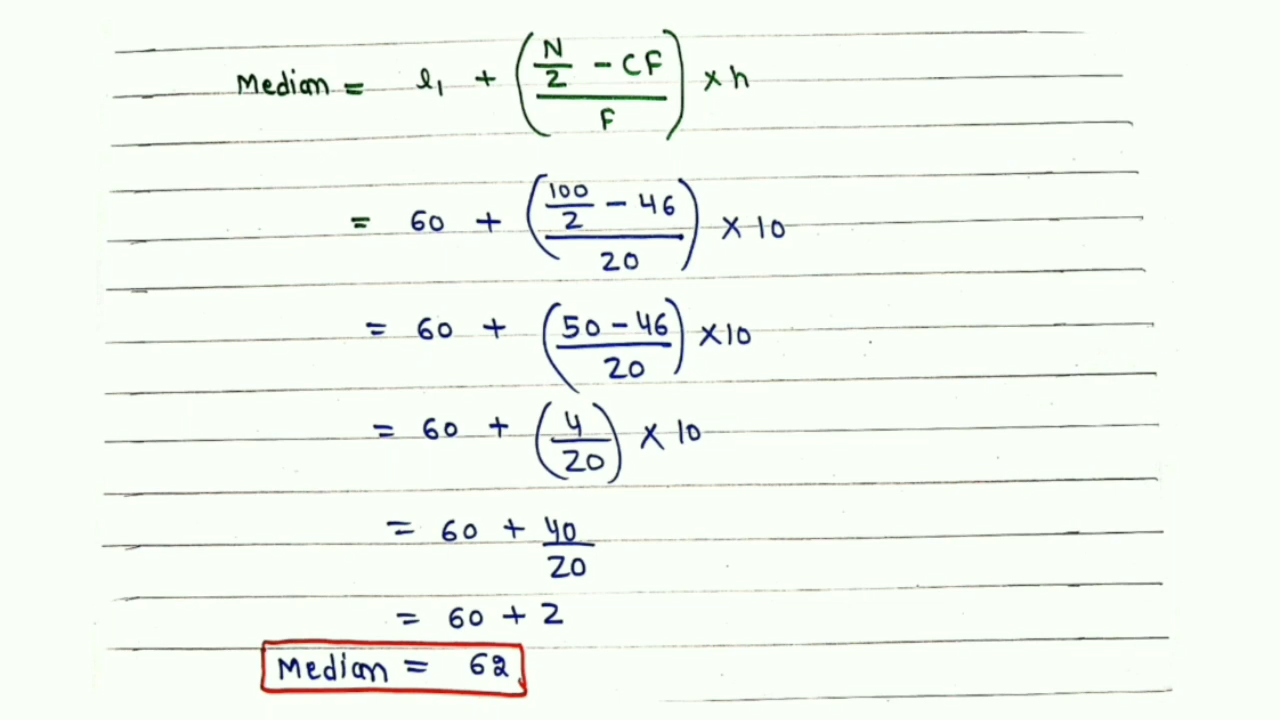 Median = l₁ + ((N/2 - CF)/F) × h
= 60 + ((100/2 - 46)/20) × 10
= 60 + ((50 - 46)/20) × 10
= 60 + (4/20) × 10
= 60 + 40/20
= 60 + 2
Median = 62